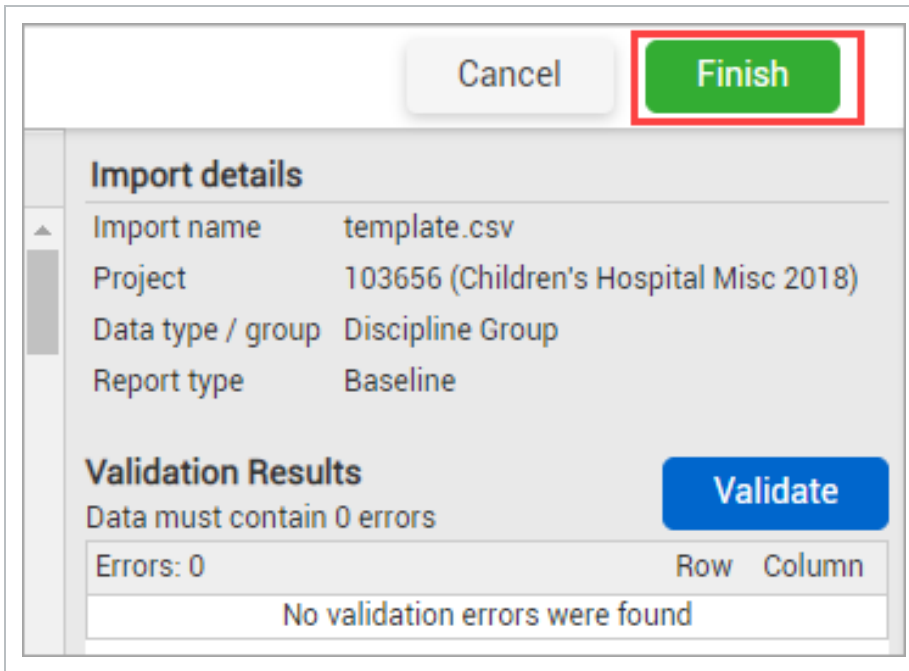 Cancel Finish
Import details
Import name template.csv
Project 103656 (Children's Hospital Misc 2018)
Data type / group Discipline Group
Report type Baseline
Validation Results
Validate
Data must contain 0 errors
Errors: 0 Row Column
No validation errors were found